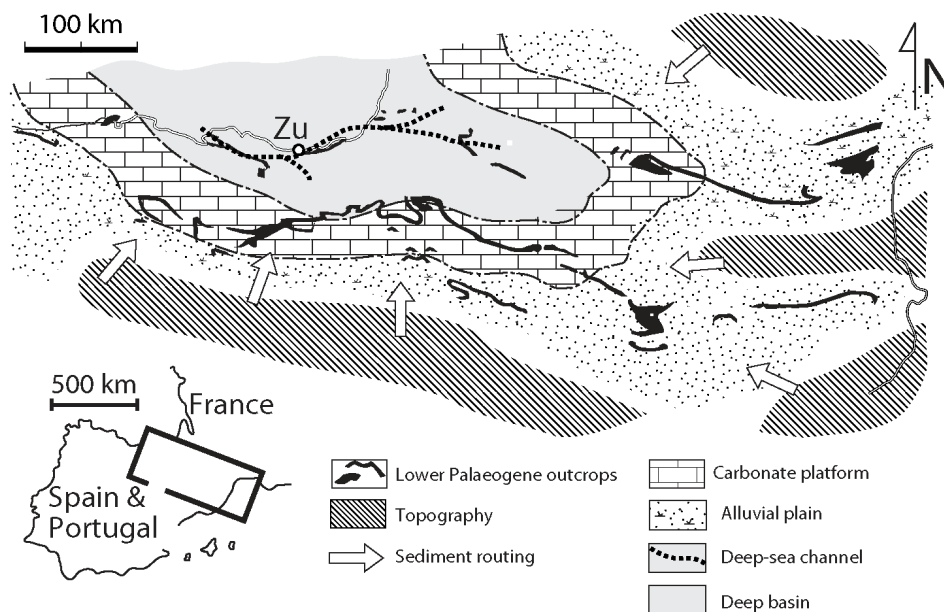 100 km
N
Zu
500 km
France
Spain &
Portugal
Lower Palaeogene outcrops
Topography
Sediment routing
Carbonate platform
Alluvial plain
Deep-sea channel
Deep basin